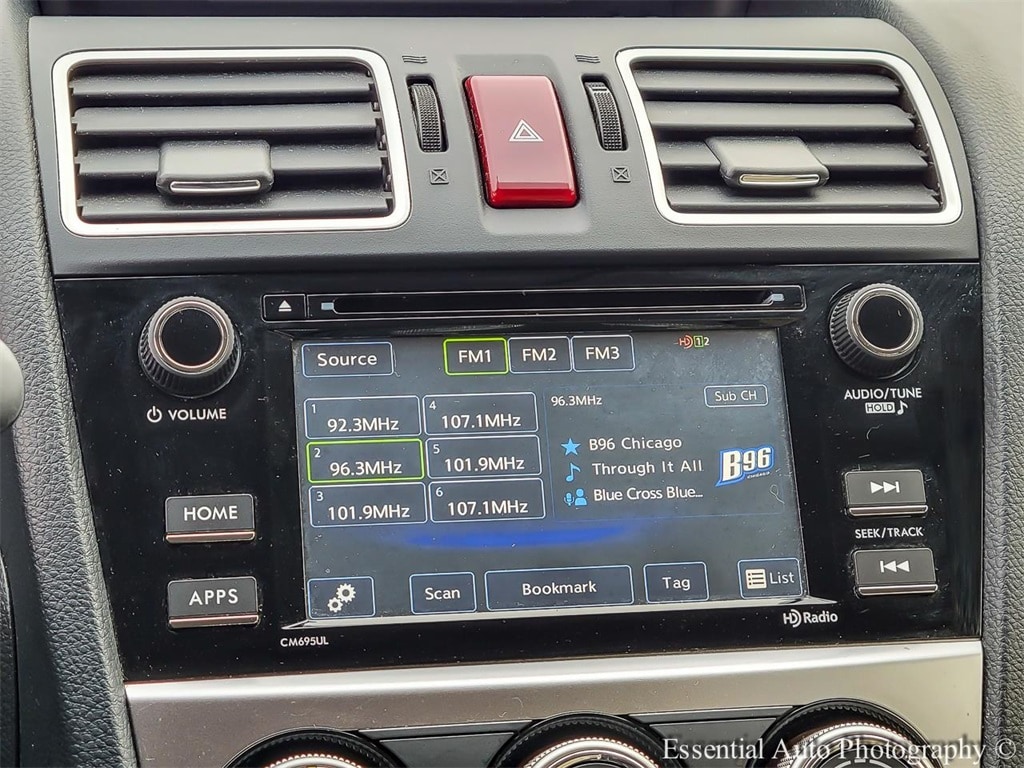 Source
FM1 FM2 FM3
HD 1 2
1 92.3MHz
4 107.1MHz
2 96.3MHz
5 101.9MHz
3 101.9MHz
6 107.1MHz
96.3MHz
Sub CH
B96 Chicago
Through It All
Blue Cross Blue...
B96
CHICAGO
Scan
Bookmark
Tag
List
VOLUME
HOME
APPS
CM695UL
AUDIO/TUNE
HOLD
SEEK/TRACK
HD Radio
Essential Auto Photography ©